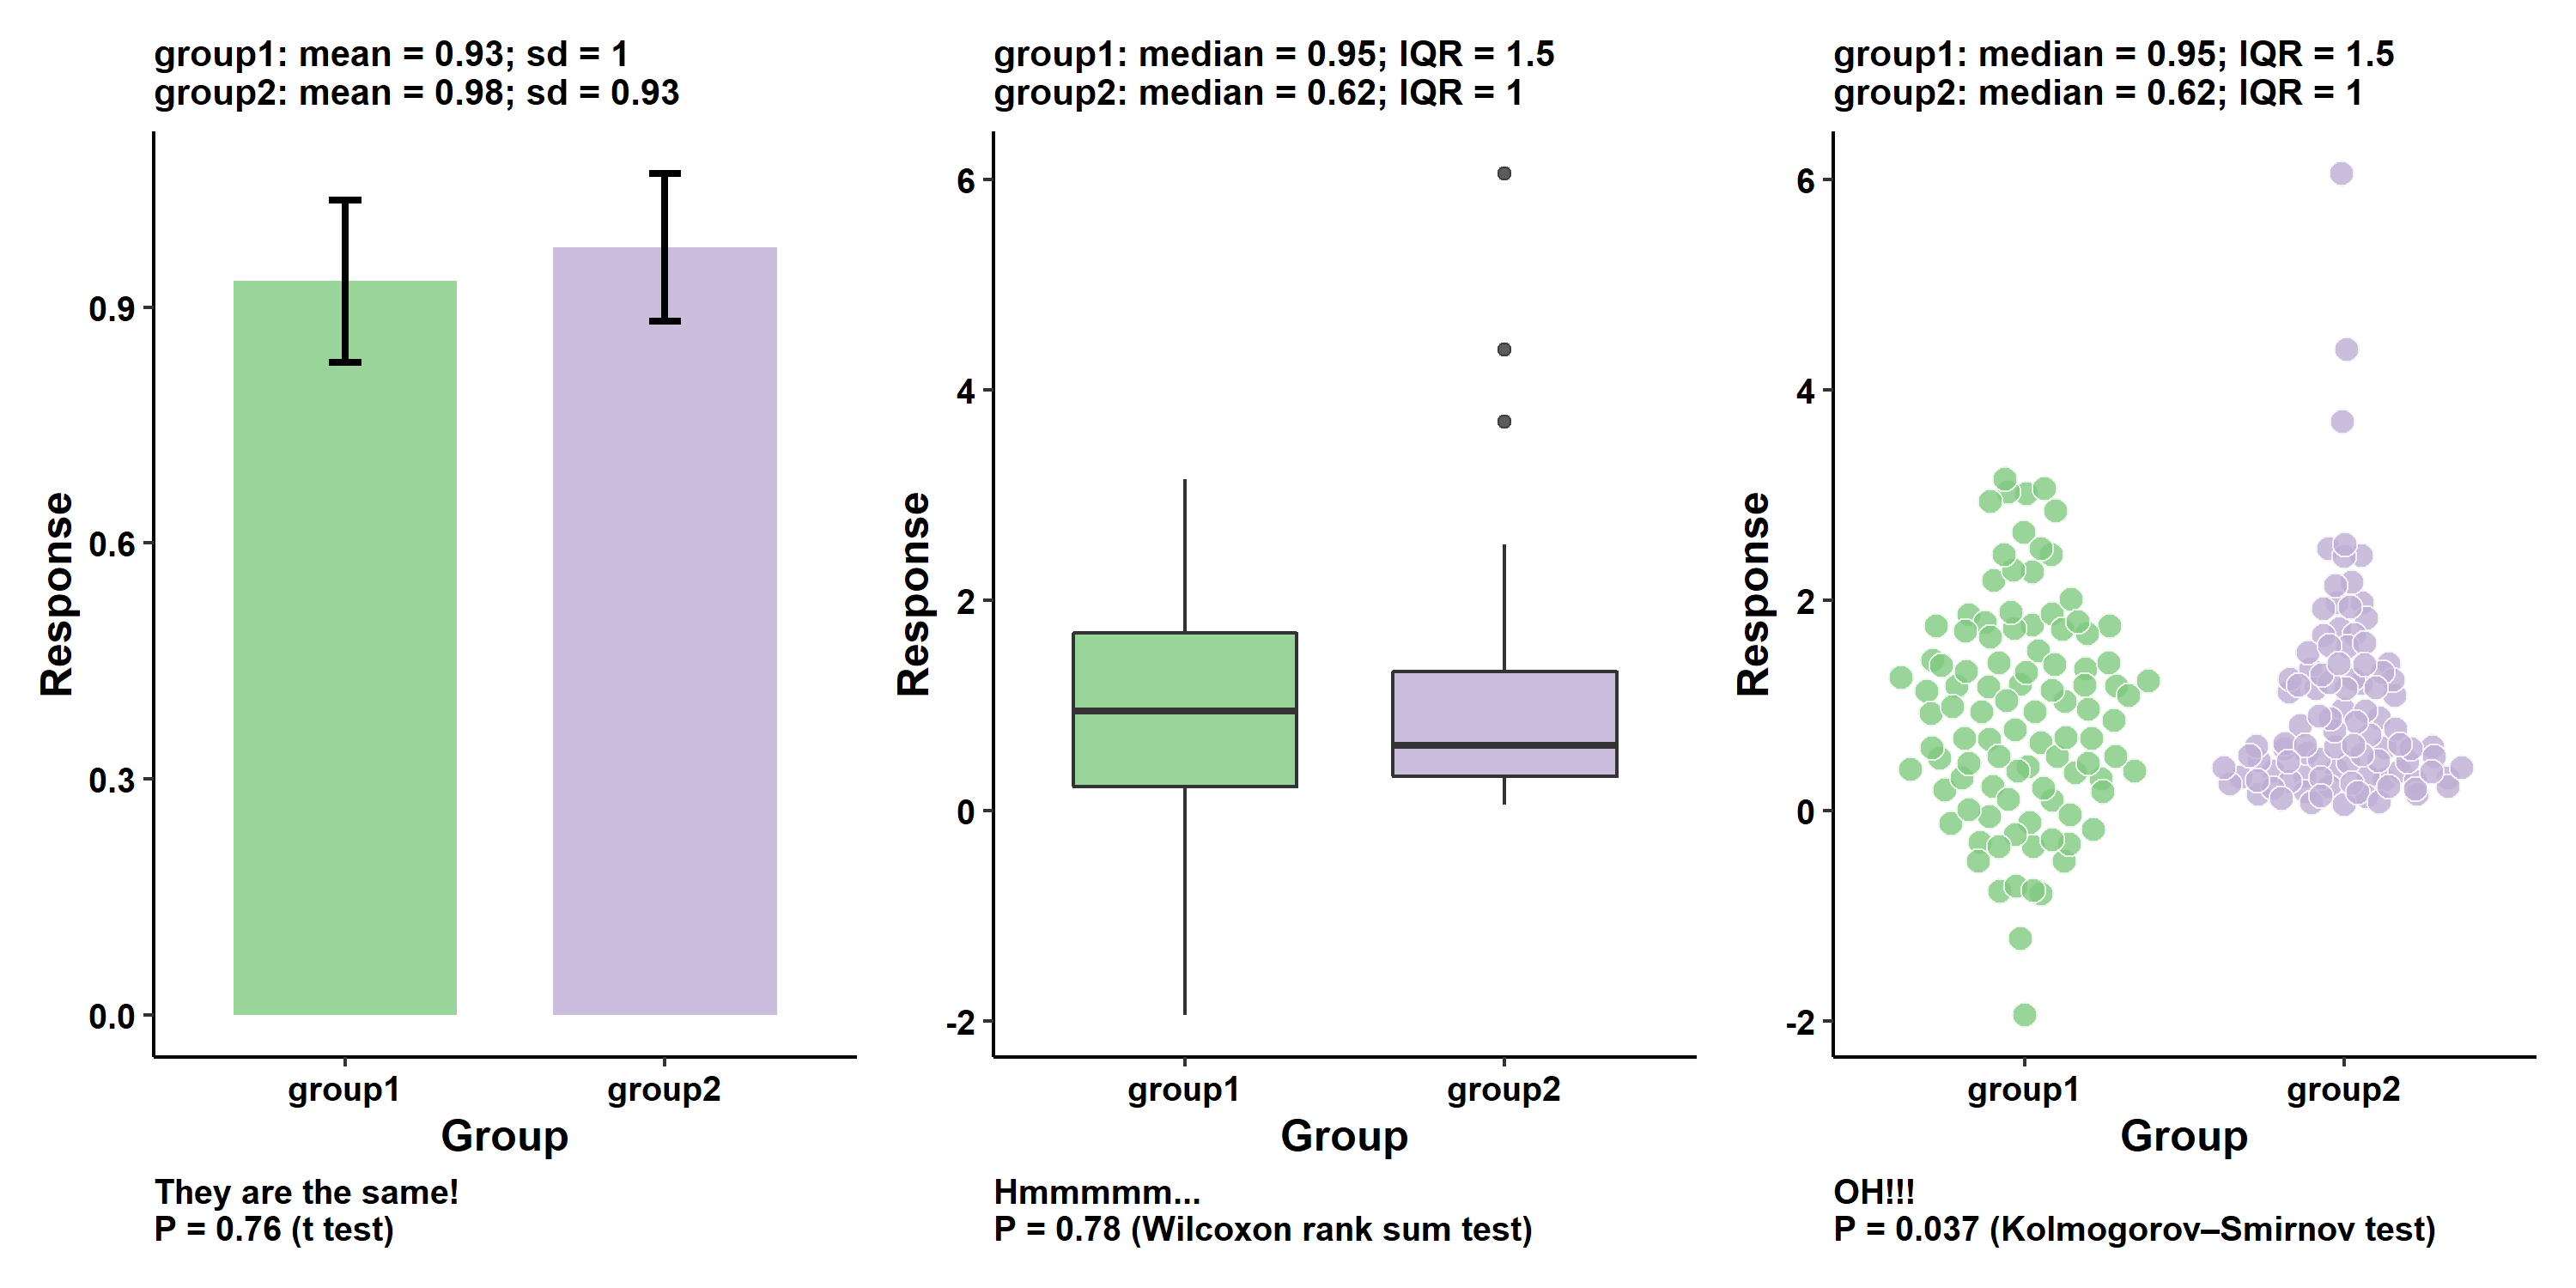 group1: mean = 0.93; sd = 1
group2: mean = 0.98; sd = 0.93
Response
0.9
0.6
0.3
0.0
group1
group2
Group
They are the same!
P = 0.76 (t test)
group1: median = 0.95; IQR = 1.5
group2: median = 0.62; IQR = 1
Response
6
4
2
0
-2
group1
group2
Group
Hmmmmm...
P = 0.78 (Wilcoxon rank sum test)
group1: median = 0.95; IQR = 1.5
group2: median = 0.62; IQR = 1
Response
6
4
2
0
-2
group1
group2
Group
OH!!!
P = 0.037 (Kolmogorov–Smirnov test)